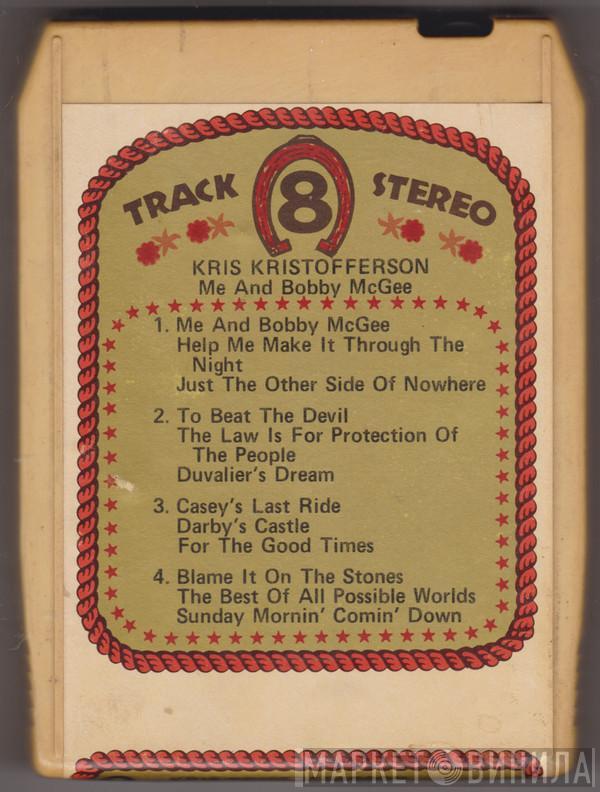 TRACK 8 STEREO
KRIS KRISTOFFERSON
Me And Bobby McGee
1. Me And Bobby McGee
Help Me Make It Through The
Night
Just The Other Side Of Nowhere
2. To Beat The Devil
The Law Is For Protection Of
The People
Duvalier's Dream
3. Casey's Last Ride
Darby's Castle
For The Good Times
4. Blame It On The Stones
The Best Of All Possible Worlds
Sunday Mornin' Comin' Down
МАРКЕТ ВИНИЛА